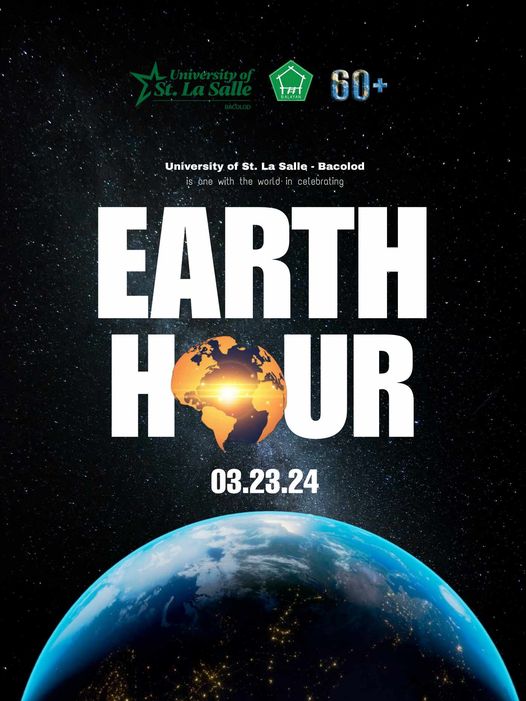 University of
St. La Salle
BACOLOD
BALAYAN
60+
University of St. La Salle - Bacolod
is one with the world in celebrating
EARTH
HOUR
03.23.24